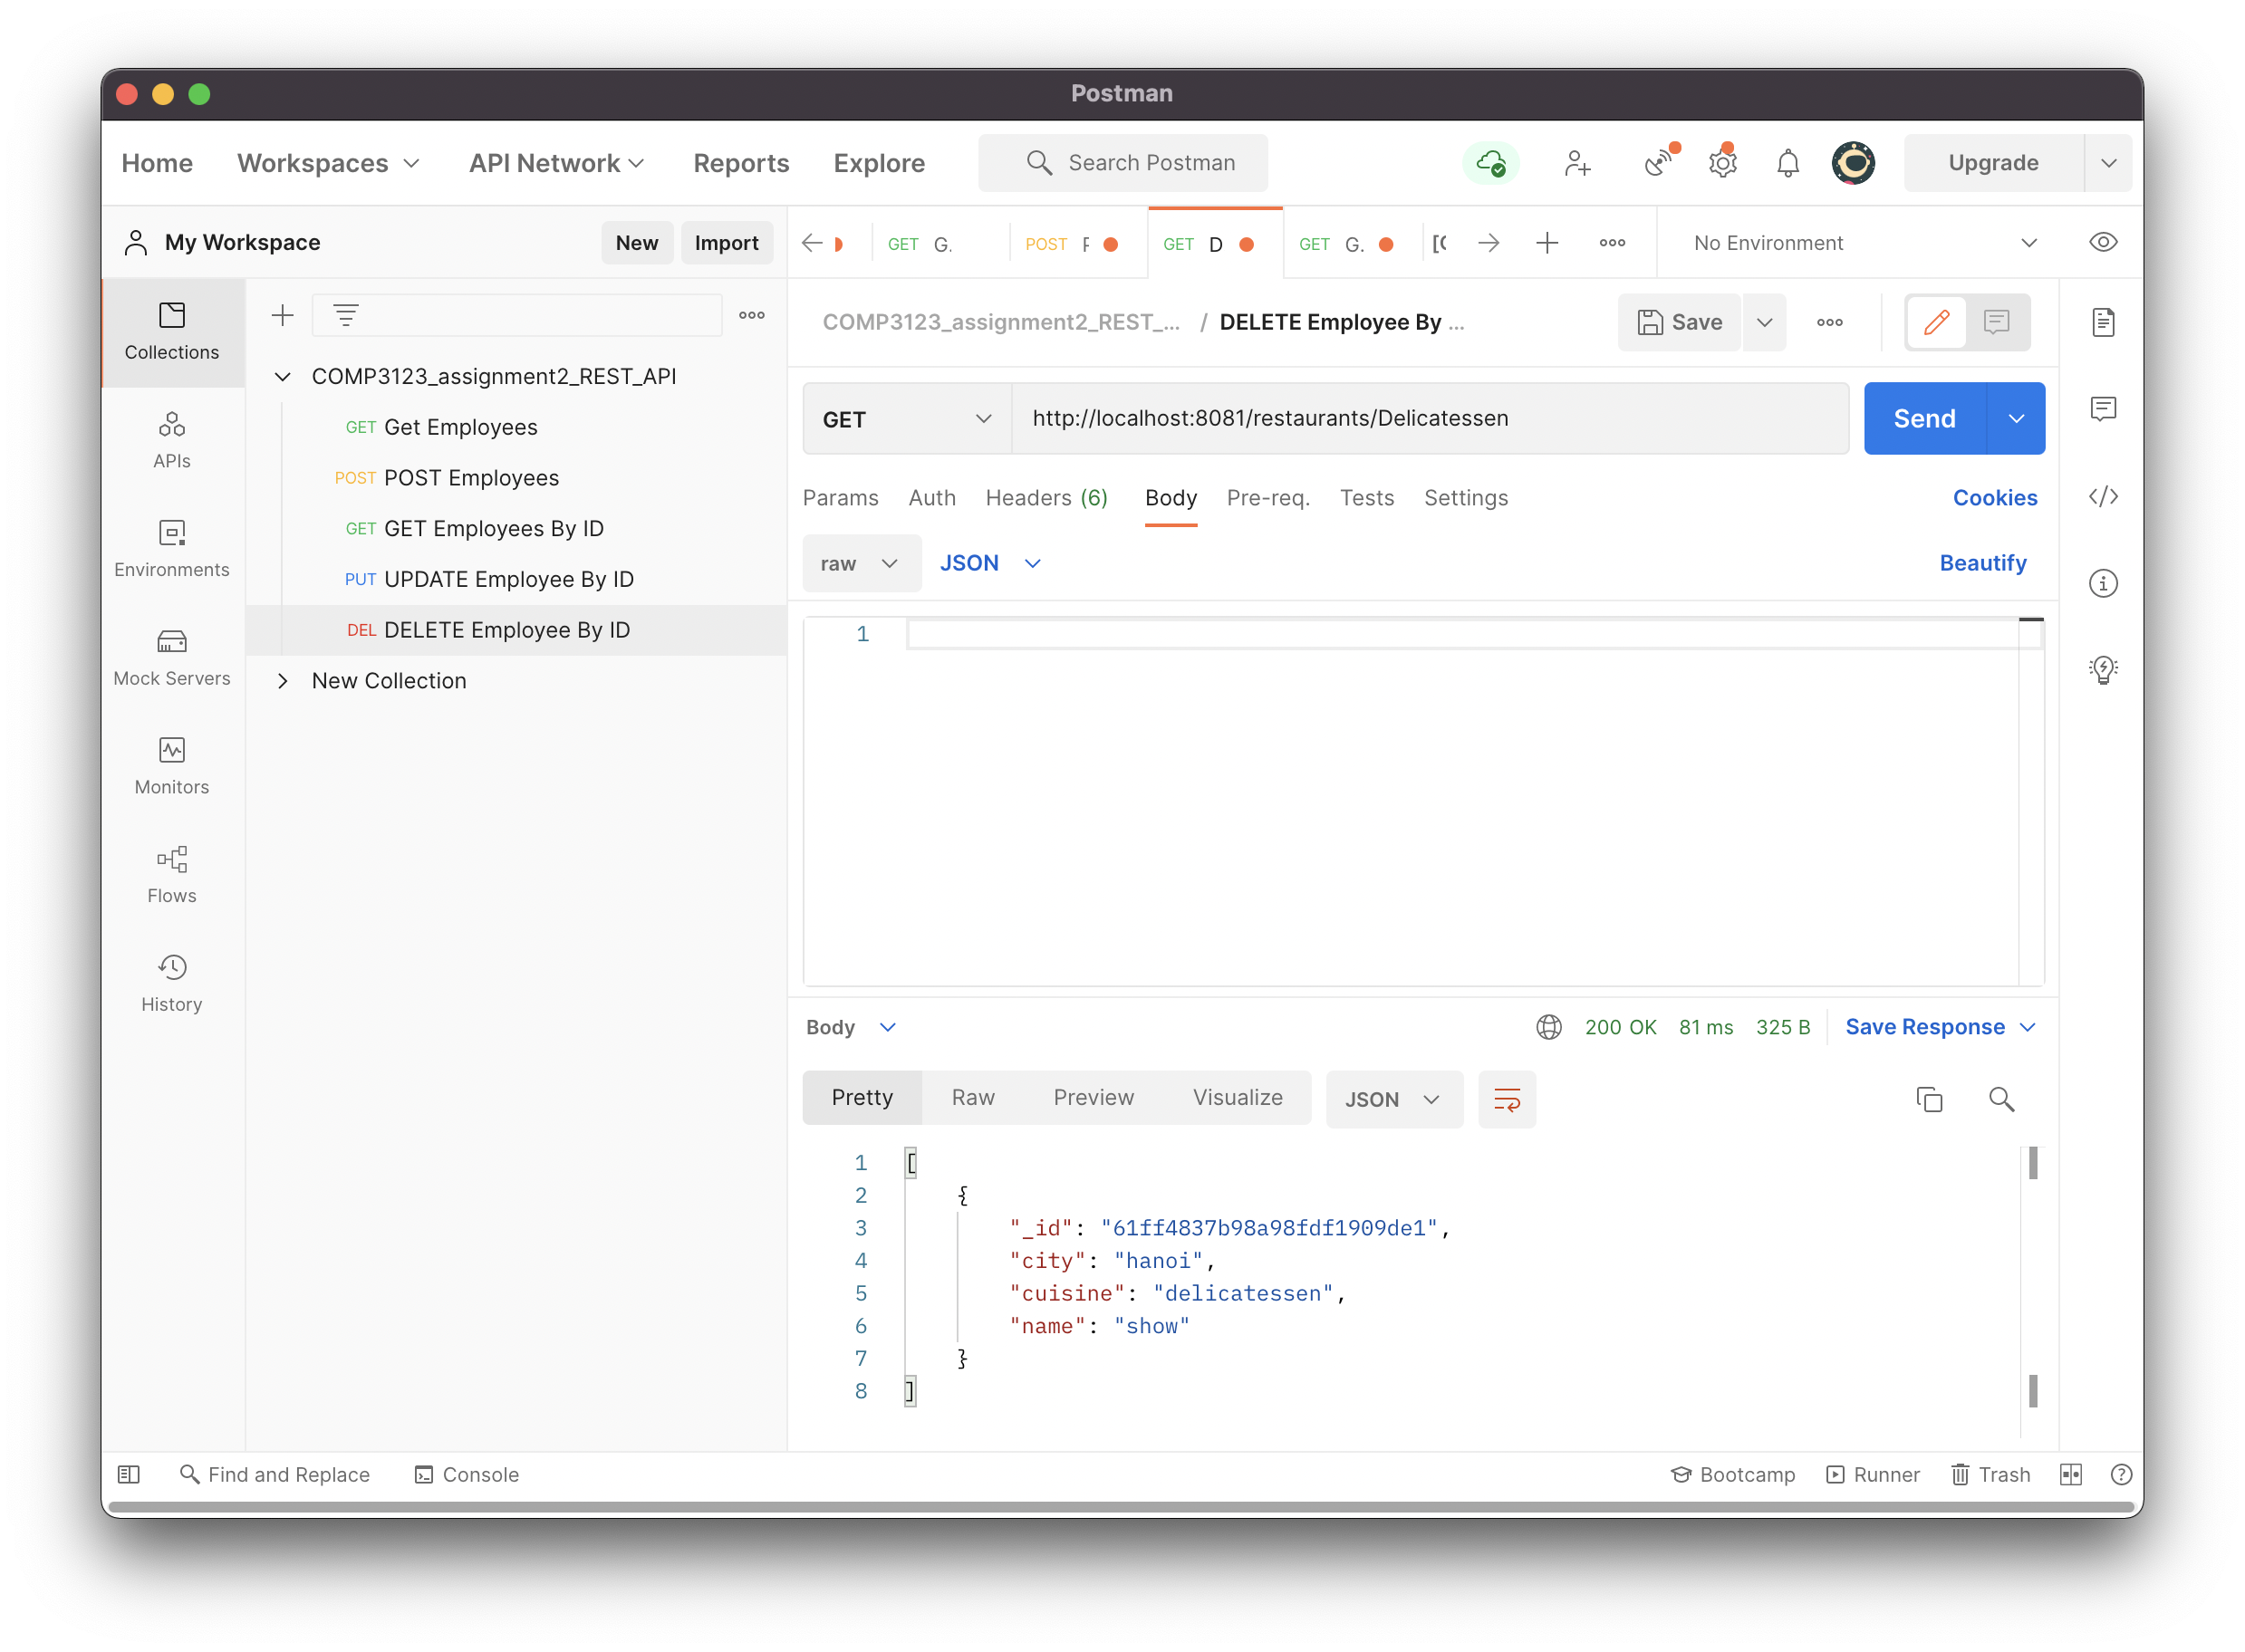 Postman
Home Workspaces API Network Reports Explore Search Postman Upgrade
My Workspace New Import
GET G. POST GET D GET G. No Environment
Collections
APIs
Environments
Mock Servers
Monitors
Flows
History
COMP3123_assignment2_REST_API
GET Get Employees
POST POST Employees
GET GET Employees By ID
PUT UPDATE Employee By ID
DEL DELETE Employee By ID
New Collection
COMP3123_assignment2_REST_... / DELETE Employee By ... Save
GET http://localhost:8081/restaurants/Delicatessen Send
Params Auth Headers (6) Body Pre-req. Tests Settings Cookies
raw JSON Beautify
1
Body 200 OK 81 ms 325 B Save Response
Pretty Raw Preview Visualize JSON
1 [
2 {
3 "_id": "61ff4837b98a98fdf1909de1",
4 "city": "hanoi",
5 "cuisine": "delicatessen",
6 "name": "show"
7 }
8 ]
Find and Replace Console Bootcamp Runner Trash